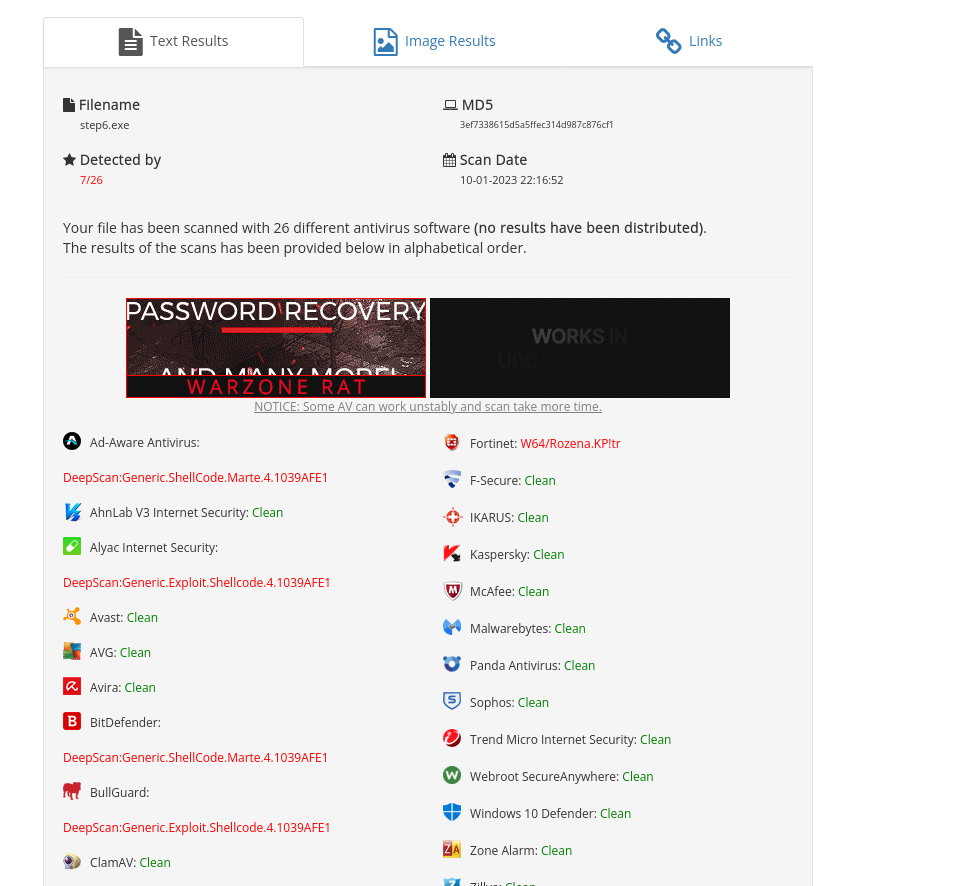 Text Results
Image Results
Links
Filename
step6.exe
MD5
3ef7338615d5a5ffec314d987c876cf1
Detected by
7/26
Scan Date
10-01-2023 22:16:52
Your file has been scanned with 26 different antivirus software (no results have been distributed).
The results of the scans has been provided below in alphabetical order.
PASSWORD RECOVERY
AND MANY MORE!
WARZONE RAT
WORKS IN
NOTICE: Some AV can work unstably and scan take more time.
Ad-Aware Antivirus:
DeepScan:Generic.ShellCode.Marte.4.1039AFE1
AhnLab V3 Internet Security: Clean
Alyac Internet Security:
DeepScan:Generic.Exploit.Shellcode.4.1039AFE1
Avast: Clean
AVG: Clean
Avira: Clean
BitDefender:
DeepScan:Generic.ShellCode.Marte.4.1039AFE1
BullGuard:
DeepScan:Generic.Exploit.Shellcode.4.1039AFE1
ClamAV: Clean
Fortinet: W64/Rozena.KP!tr
F-Secure: Clean
IKARUS: Clean
Kaspersky: Clean
McAfee: Clean
Malwarebytes: Clean
Panda Antivirus: Clean
Sophos: Clean
Trend Micro Internet Security: Clean
Webroot SecureAnywhere: Clean
Windows 10 Defender: Clean
Zone Alarm: Clean